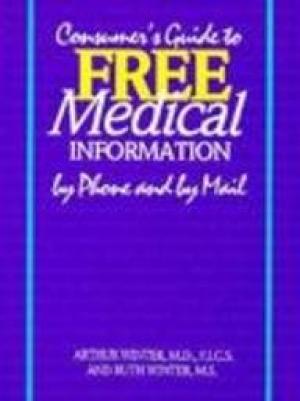 Consumer's Guide to
FREE
Medical
INFORMATION
by Phone and by Mail
ARTHUR WINTER, M.D., F.I.C.S.
AND RUTH WINTER, M.S.